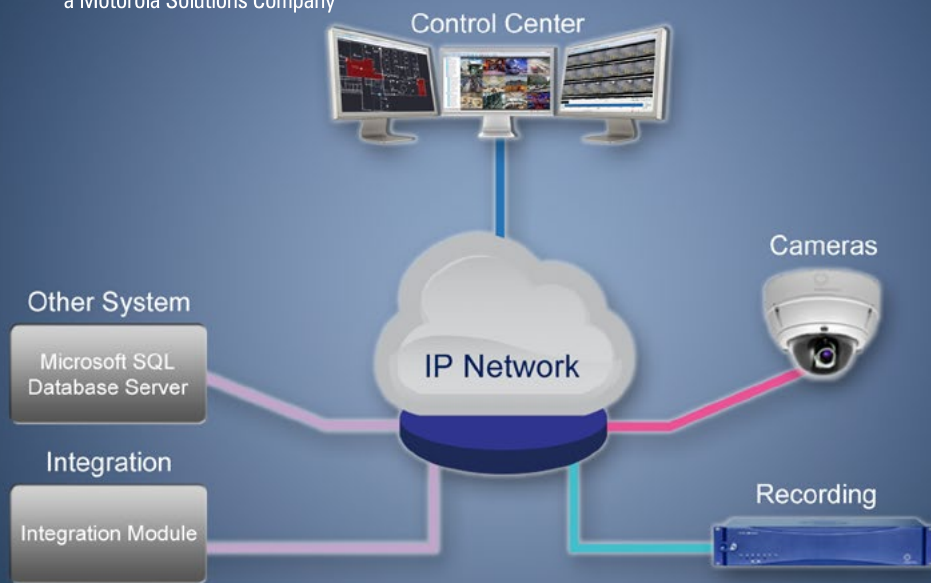 a Motorola Solutions Company
Control Center
Cameras
Other System
Microsoft SQL
Database Server
IP Network
Integration
Integration Module
Recording